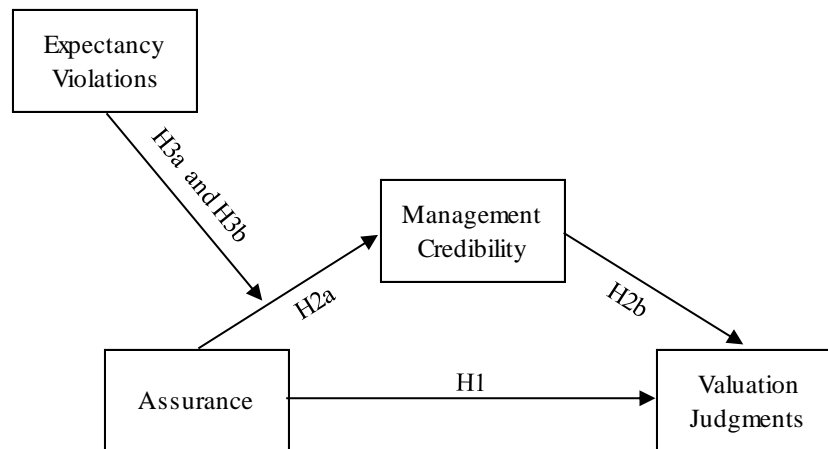 Expectancy
Violations
H3a and H3b
Management
Credibility
H2a
H2b
Assurance
H1
Valuation
Judgments